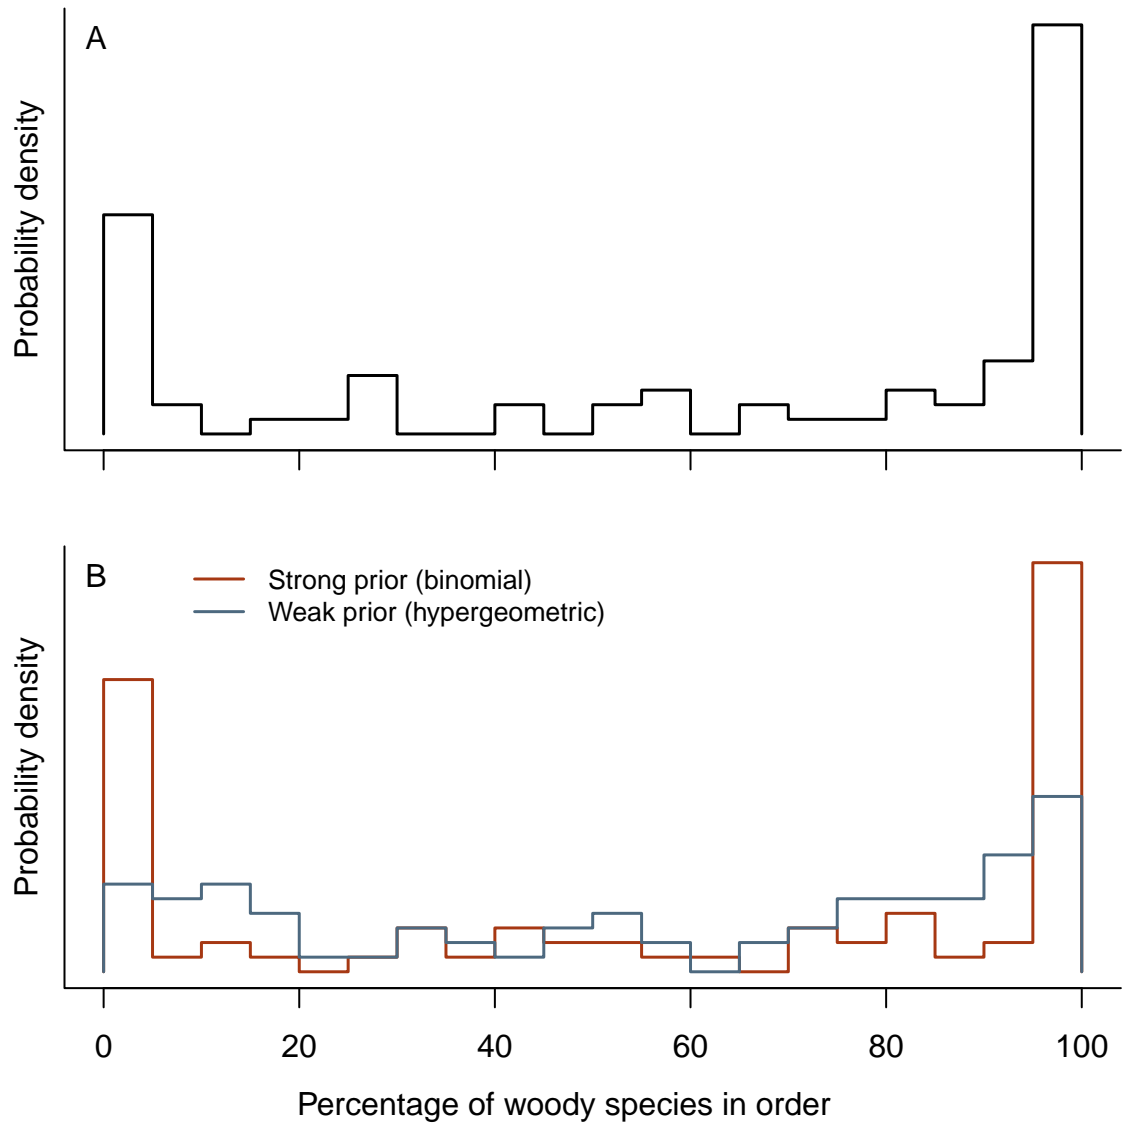 A
Probability density
B
Strong prior (binomial)
Weak prior (hypergeometric)
Probability density
0 20 40 60 80 100
Percentage of woody species in order